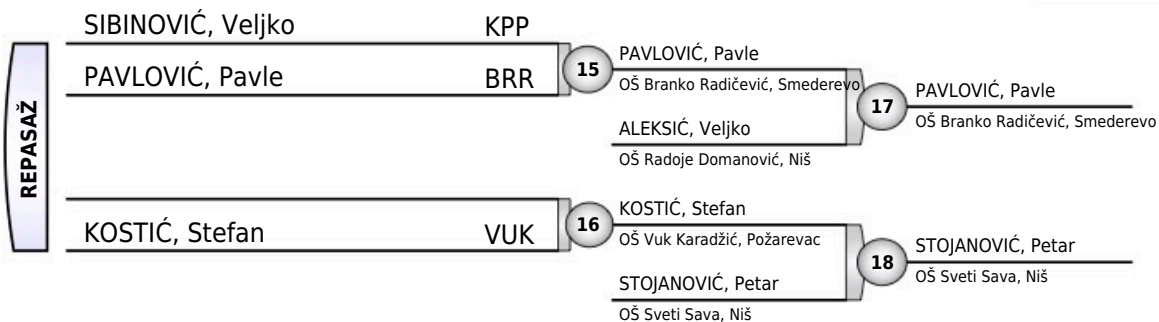 REPASAŽ
SIBINOVIĆ, Veljko KPP
PAVLOVIĆ, Pavle BRR
15
PAVLOVIĆ, Pavle
OŠ Branko Radičević, Smederevo
ALEKSIĆ, Veljko
OŠ Radoje Domanović, Niš
17
PAVLOVIĆ, Pavle
OŠ Branko Radičević, Smederevo
KOSTIĆ, Stefan VUK
16
KOSTIĆ, Stefan
OŠ Vuk Karadžić, Požarevac
STOJANOVIĆ, Petar
OŠ Sveti Sava, Niš
18
STOJANOVIĆ, Petar
OŠ Sveti Sava, Niš